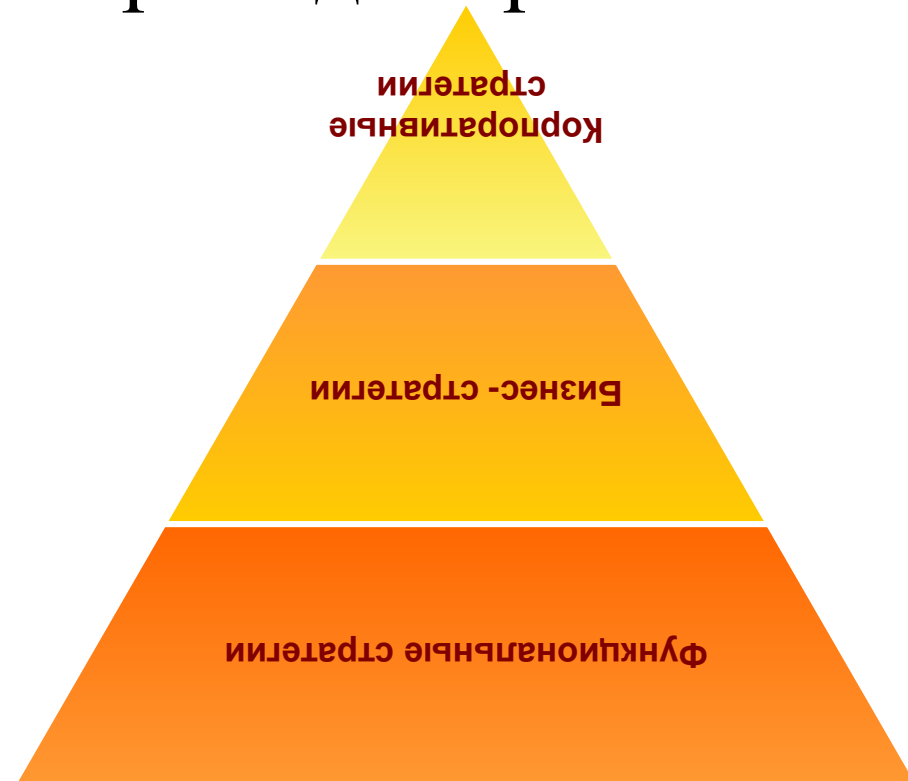 Корпоративные
стратегии
Бизнес- стратегии
Функциональные стратегии